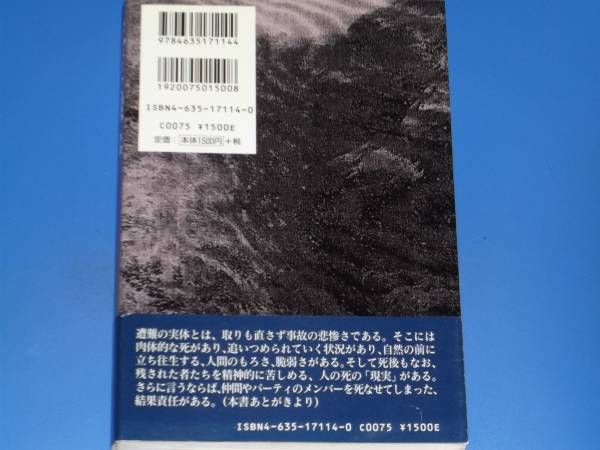 9784635171144
1920075015008
ISBN4-635-17114-0
C0075 ¥1500E
定価：本体1500円+税
遭難の実体とは、取りも直さず事故の悲惨さである。そこには
肉体的な死があり、追いつめられていく状況があり、自然の前に
立ち往生する、人間のもろさ、脆弱さがある。そして死後もなお、
残された者たちを精神的に苦しめる、人の死の「現実」がある。
さらに言うならば、仲間やパーティのメンバーを死なせてしまった、
結果責任がある。（本書あとがきより）
ISBN4-635-17114-0 C0075 ¥1500E